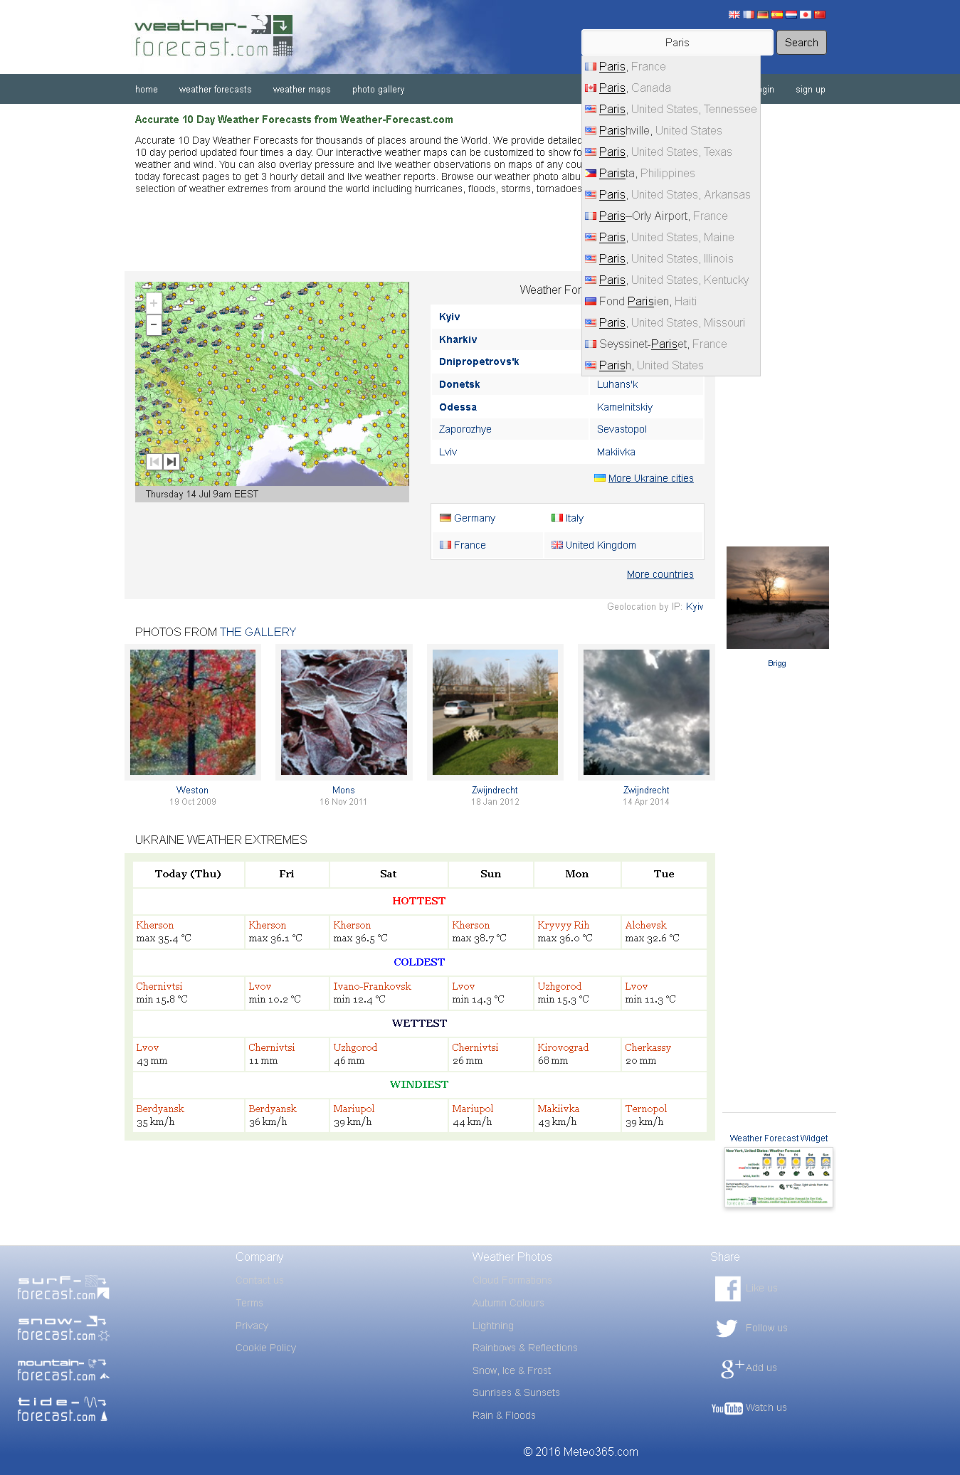 weather-
forecast.com
Paris
Search
Paris, France
Paris, Canada
Paris, United States, Tennessee
Parishville, United States
Paris, United States, Texas
Parista, Philippines
Paris, United States, Arkansas
Paris–Orly Airport, France
Paris, United States, Maine
Paris, United States, Illinois
Paris, United States, Kentucky
Fond Parisien, Haiti
Paris, United States, Missouri
Seyssinet-Pariset, France
Parish, United States
home weather forecasts weather maps photo gallery
sign up
Accurate 10 Day Weather Forecasts from Weather-Forecast.com
Accurate 10 Day Weather Forecasts for thousands of places around the World. We provide detailed
10 day period updated four times a day. Our interactive weather maps can be customized to show
weather and wind. You can also overlay pressure and live weather observations on maps of any
today forecast pages to get 3 hourly detail and live weather reports. Browse our weather photo
selection of weather extremes from around the world including hurricanes, floods, storms, tornadoes
+
−
Thursday 14 Jul 9am EEST
Weather
Kyiv
Kharkiv
Dnipropetrovs'k
Donetsk Luhans'k
Odessa Kamelnitskiy
Zaporozhye Sevastopol
Lviv Makiivka
More Ukraine cities
Germany Italy
France United Kingdom
More countries
Geolocation by IP: Kyiv
Brigg
PHOTOS FROM THE GALLERY
Weston Mons Zwijndrecht Zwijndrecht
19 Oct 2009 16 Nov 2011 18 Jan 2012 14 Apr 2014
UKRAINE WEATHER EXTREMES
Today (Thu) Fri Sat Sun Mon Tue
HOTTEST
Kherson Kherson Kherson Kherson Kryvyy Rih Alchevsk
max 35.4 °C max 36.1 °C max 36.5 °C max 38.7 °C max 36.0 °C max 32.6 °C
COLDEST
Chernivtsi Lvov Ivano-Frankovsk Lvov Uzhgorod Lvov
min 15.8 °C min 10.2 °C min 12.4 °C min 14.3 °C min 15.3 °C min 11.3 °C
WETTEST
Lvov Chernivtsi Uzhgorod Chernivtsi Kirovograd Cherkassy
43 mm 11 mm 46 mm 26 mm 68 mm 20 mm
WINDIEST
Berdyansk Berdyansk Mariupol Mariupol Makiivka Ternopol
35 km/h 36 km/h 39 km/h 44 km/h 43 km/h 39 km/h
Weather Forecast Widget
surf-
forecast.com
snow-
forecast.com
mountain-
forecast.com
tide-
forecast.com
Company
Contact us
Terms
Privacy
Cookie Policy
Weather Photos
Cloud Formations
Autumn Colours
Lightning
Rainbows & Reflections
Snow, Ice & Frost
Sunrises & Sunsets
Rain & Floods
Share
Like us
Follow us
Add us
YouTube Watch us
© 2016 Meteo365.com